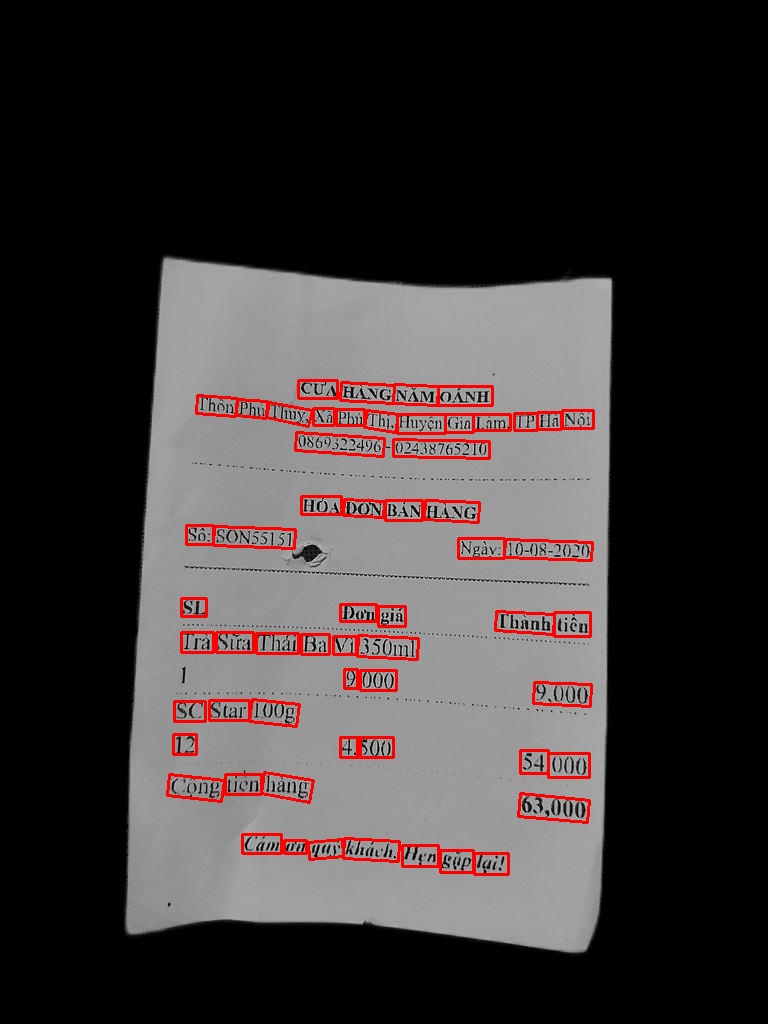 CỬA HÀNG NĂM OÁNH
Thôn Phú Thụy, Xã Phú Thị, Huyện Gia Lâm. TP Hà Nội
0869322496 - 02438765210
HÓA ĐƠN BÁN HÀNG
Số: SON55151 Ngày: 10-08-2020
SL Đơn giá Thành tiền
Trà Sữa Thái Ba Vì 350ml
1 9,000 9,000
SC Star 100g
12 4,500 54,000
Cộng tiền hàng 63,000
Cám ơn quý khách. Hẹn gặp lại!